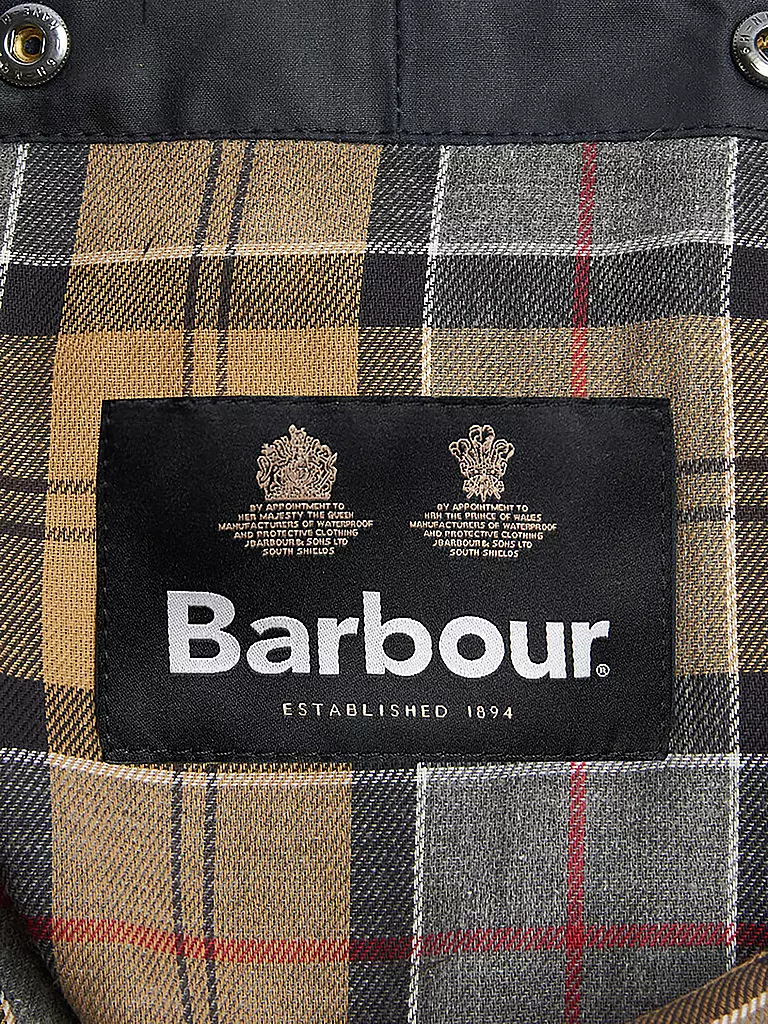 BY APPOINTMENT TO
HER MAJESTY THE QUEEN
MANUFACTURERS OF WATERPROOF
AND PROTECTIVE CLOTHING
J BARBOUR & SONS LTD
SOUTH SHIELDS
BY APPOINTMENT TO
HRH THE PRINCE OF WALES
MANUFACTURERS OF WATERPROOF
AND PROTECTIVE CLOTHING
J BARBOUR & SONS LTD
SOUTH SHIELDS
Barbour®
ESTABLISHED 1894